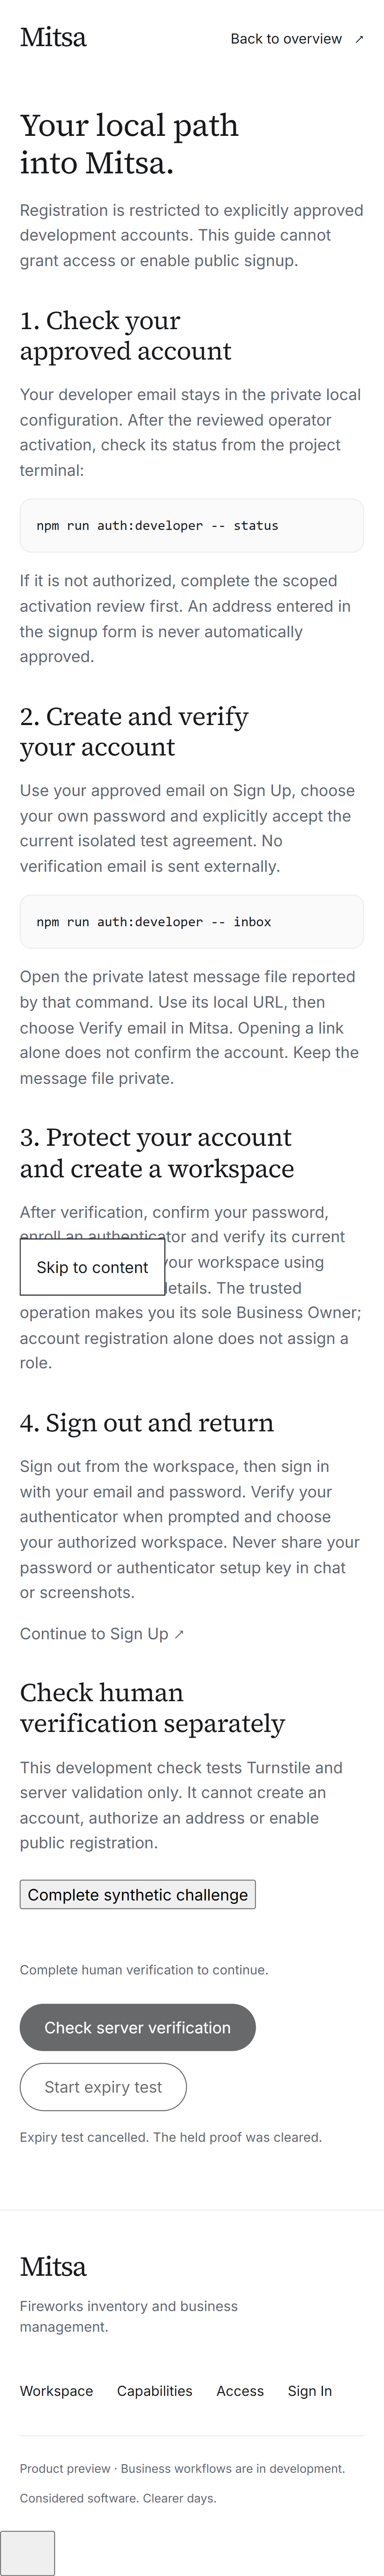 Mitsa
Back to overview ↗
Your local path
into Mitsa.
Registration is restricted to explicitly approved
development accounts. This guide cannot
grant access or enable public signup.
1. Check your
approved account
Your developer email stays in the private local
configuration. After the reviewed operator
activation, check its status from the project
terminal:
npm run auth:developer -- status
If it is not authorized, complete the scoped
activation review first. An address entered in
the signup form is never automatically
approved.
2. Create and verify
your account
Use your approved email on Sign Up, choose
your own password and explicitly accept the
current isolated test agreement. No
verification email is sent externally.
npm run auth:developer -- inbox
Open the private latest message file reported
by that command. Use its local URL, then
choose Verify email in Mitsa. Opening a link
alone does not confirm the account. Keep the
message file private.
3. Protect your account
and create a workspace
After verification, confirm your password,
enroll an authenticator and verify its current
your workspace using
Skip to content
details. The trusted
operation makes you its sole Business Owner;
account registration alone does not assign a
role.
4. Sign out and return
Sign out from the workspace, then sign in
with your email and password. Verify your
authenticator when prompted and choose
your authorized workspace. Never share your
password or authenticator setup key in chat
or screenshots.
Continue to Sign Up ↗
Check human
verification separately
This development check tests Turnstile and
server validation only. It cannot create an
account, authorize an address or enable
public registration.
Complete synthetic challenge
Complete human verification to continue.
Check server verification
Start expiry test
Expiry test cancelled. The held proof was cleared.
Mitsa
Fireworks inventory and business
management.
Workspace Capabilities Access Sign In
Product preview · Business workflows are in development.
Considered software. Clearer days.